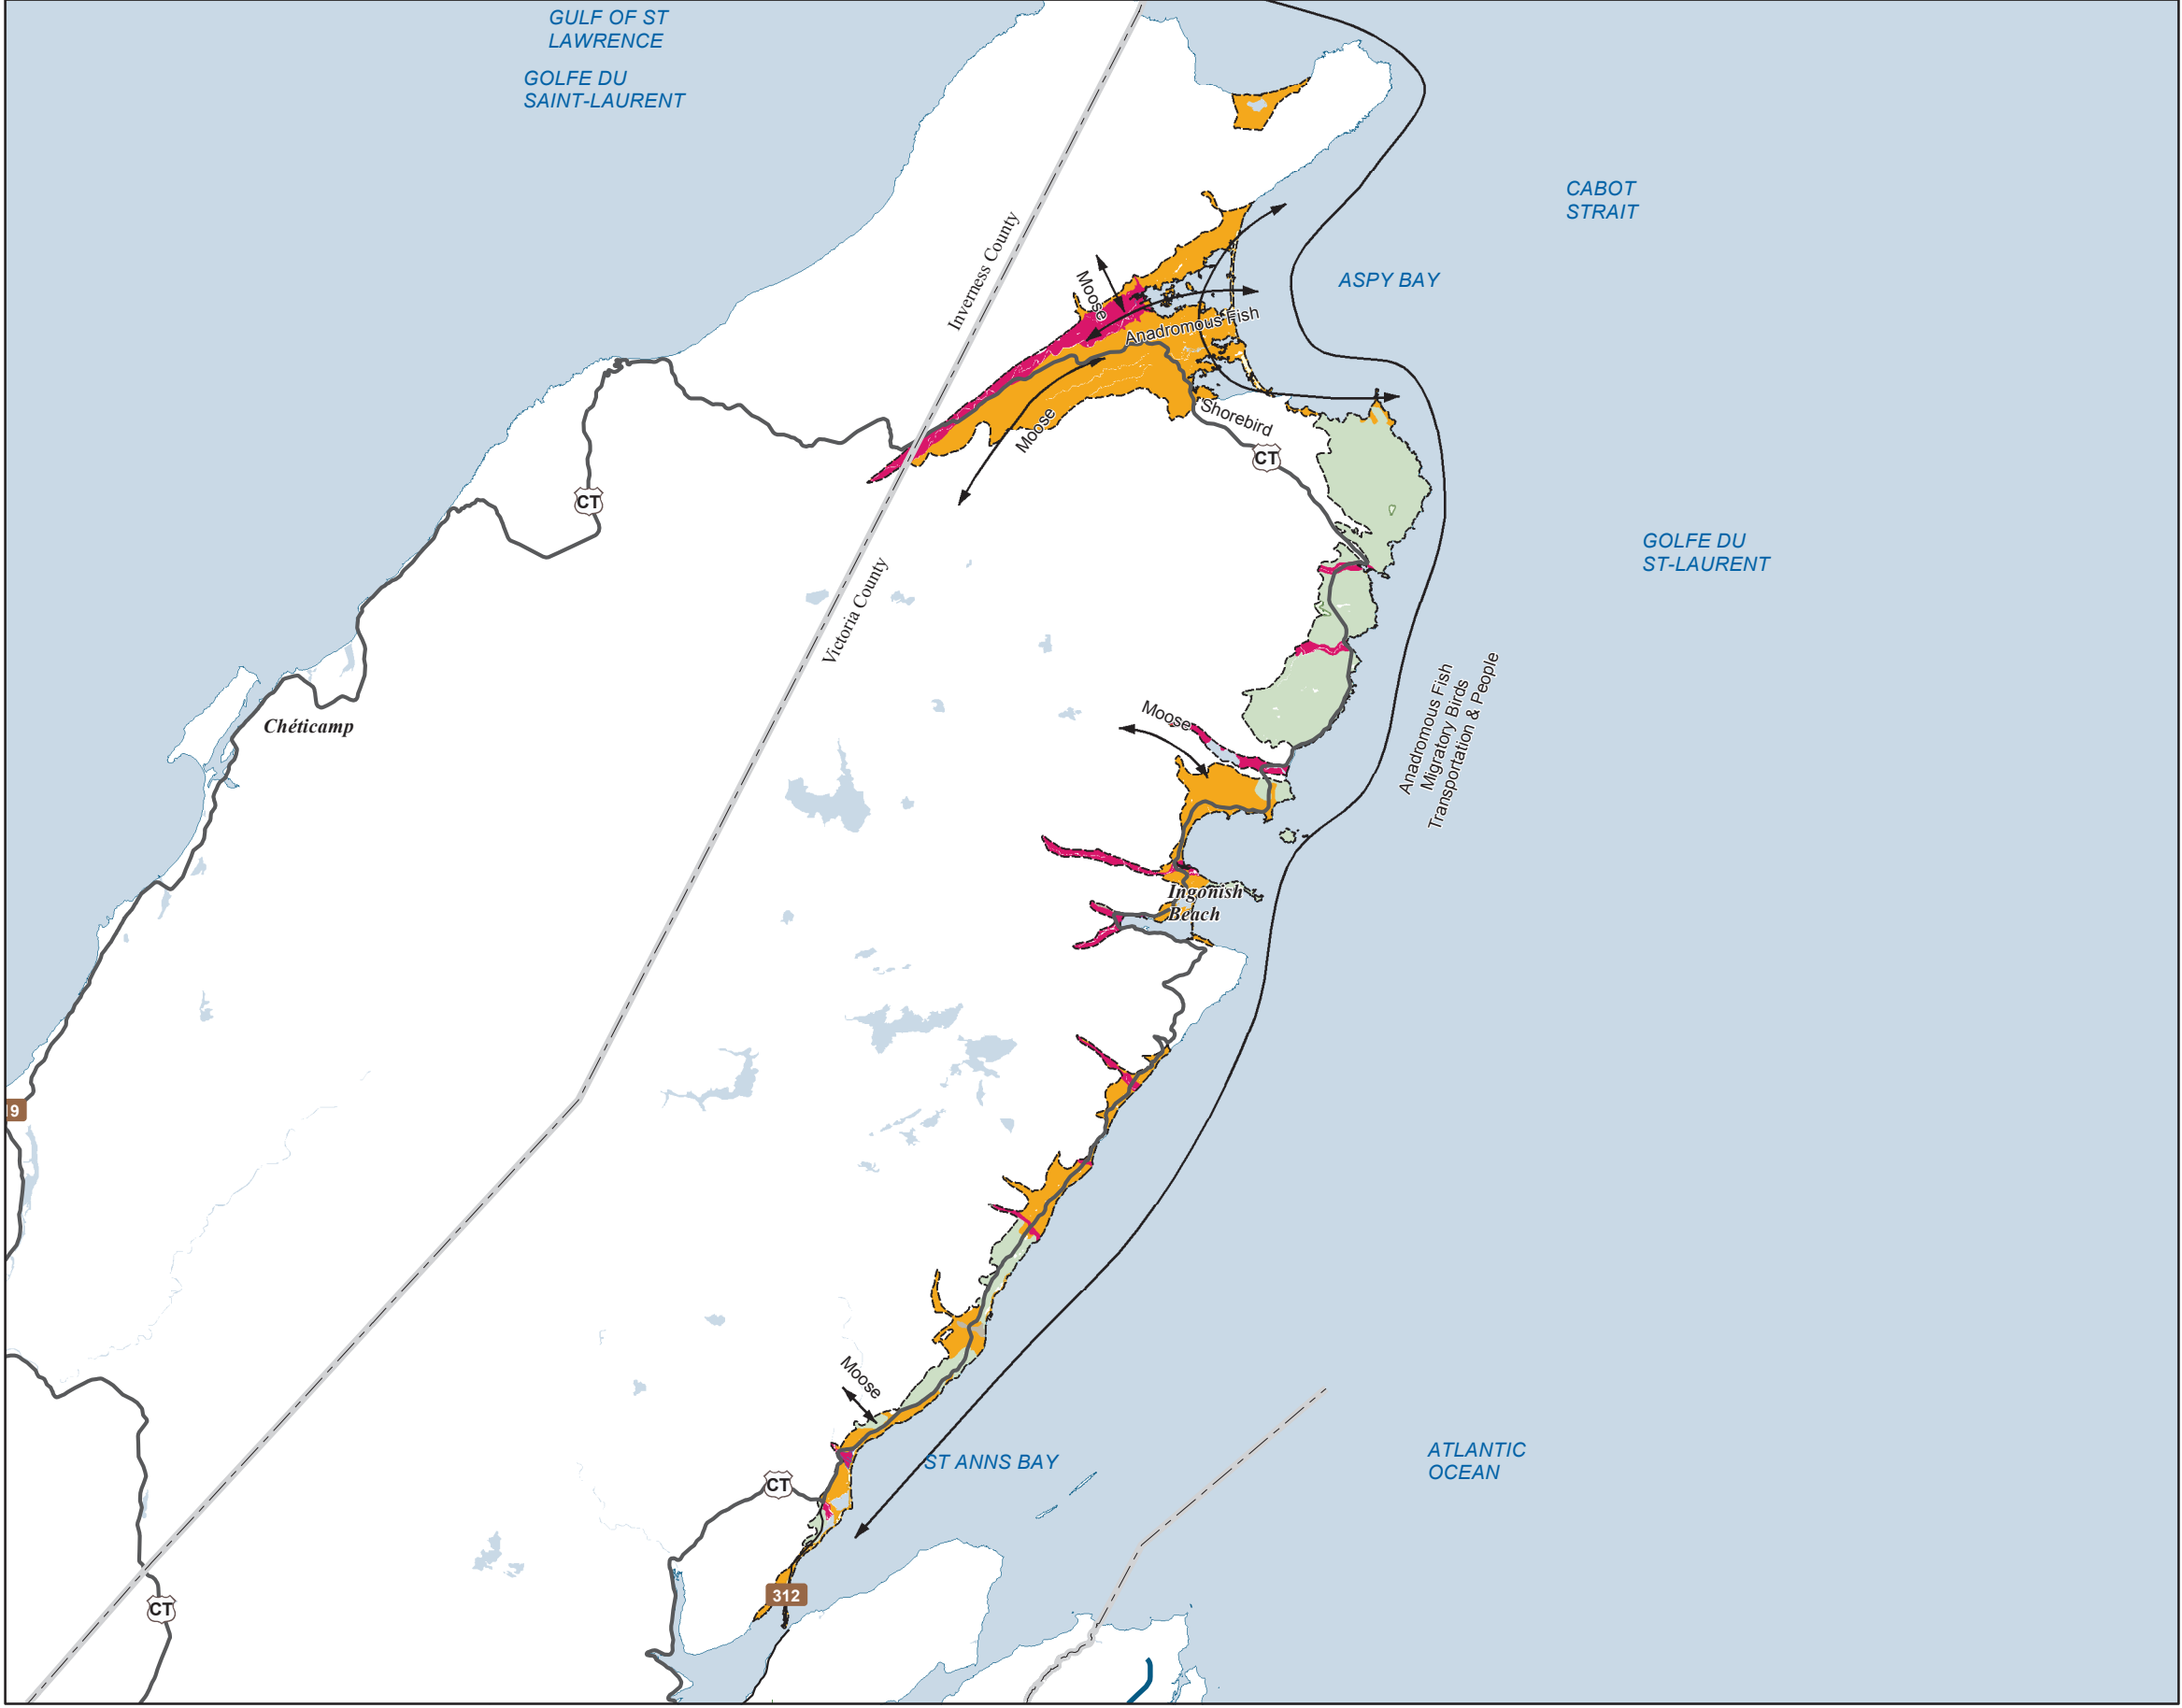 GULF OF ST
LAWRENCE
GOLFE DU
SAINT-LAURENT
CABOT
STRAIT
Inverness County
ASPY BAY
Moose
Anadromous Fish
Moose
Shorebird
CT
CT
GOLFE DU
ST-LAURENT
Victoria County
Anadromous Fish
Migratory Birds
Transportation & People
Moose
Chéticamp
Ingonish
Beach
19
Moose
ST ANNS BAY
ATLANTIC
OCEAN
CT
312
CT